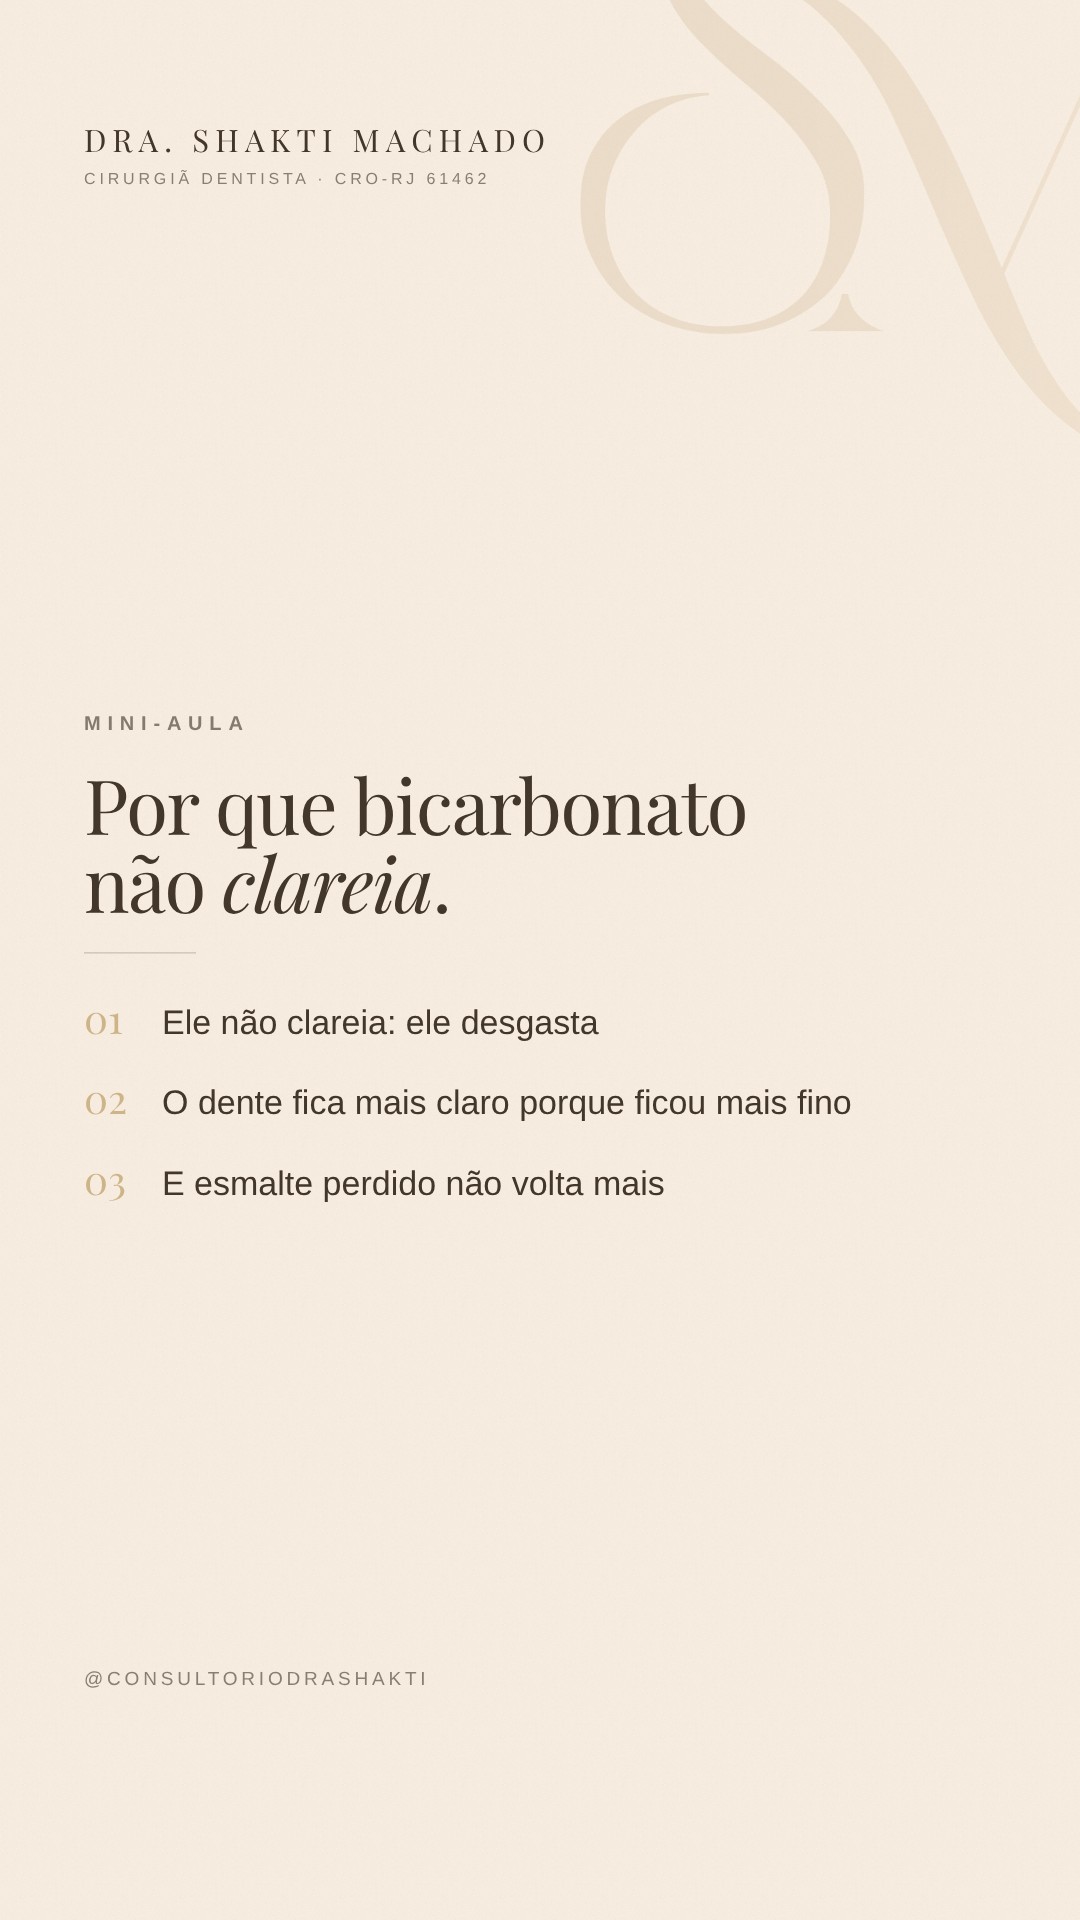 DRA. SHAKTI MACHADO
CIRURGIÃ DENTISTA · CRO-RJ 61462
MINI-AULA
Por que bicarbonato
não clareia.
01 Ele não clareia: ele desgasta
02 O dente fica mais claro porque ficou mais fino
03 E esmalte perdido não volta mais
@CONSULTORIODRASHAKTI